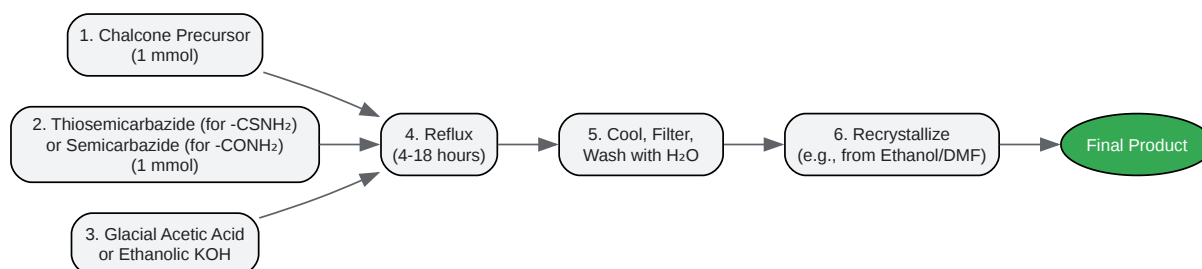 1. Chalcone Precursor
(1 mmol)
2. Thiosemicarbazide (for -CSNH₂)
or Semicarbazide (for -CONH₂)
(1 mmol)
3. Glacial Acetic Acid
or Ethanolic KOH
4. Reflux
(4-18 hours)
5. Cool, Filter,
Wash with H₂O
6. Recrystallize
(e.g., from Ethanol/DMF)
Final Product